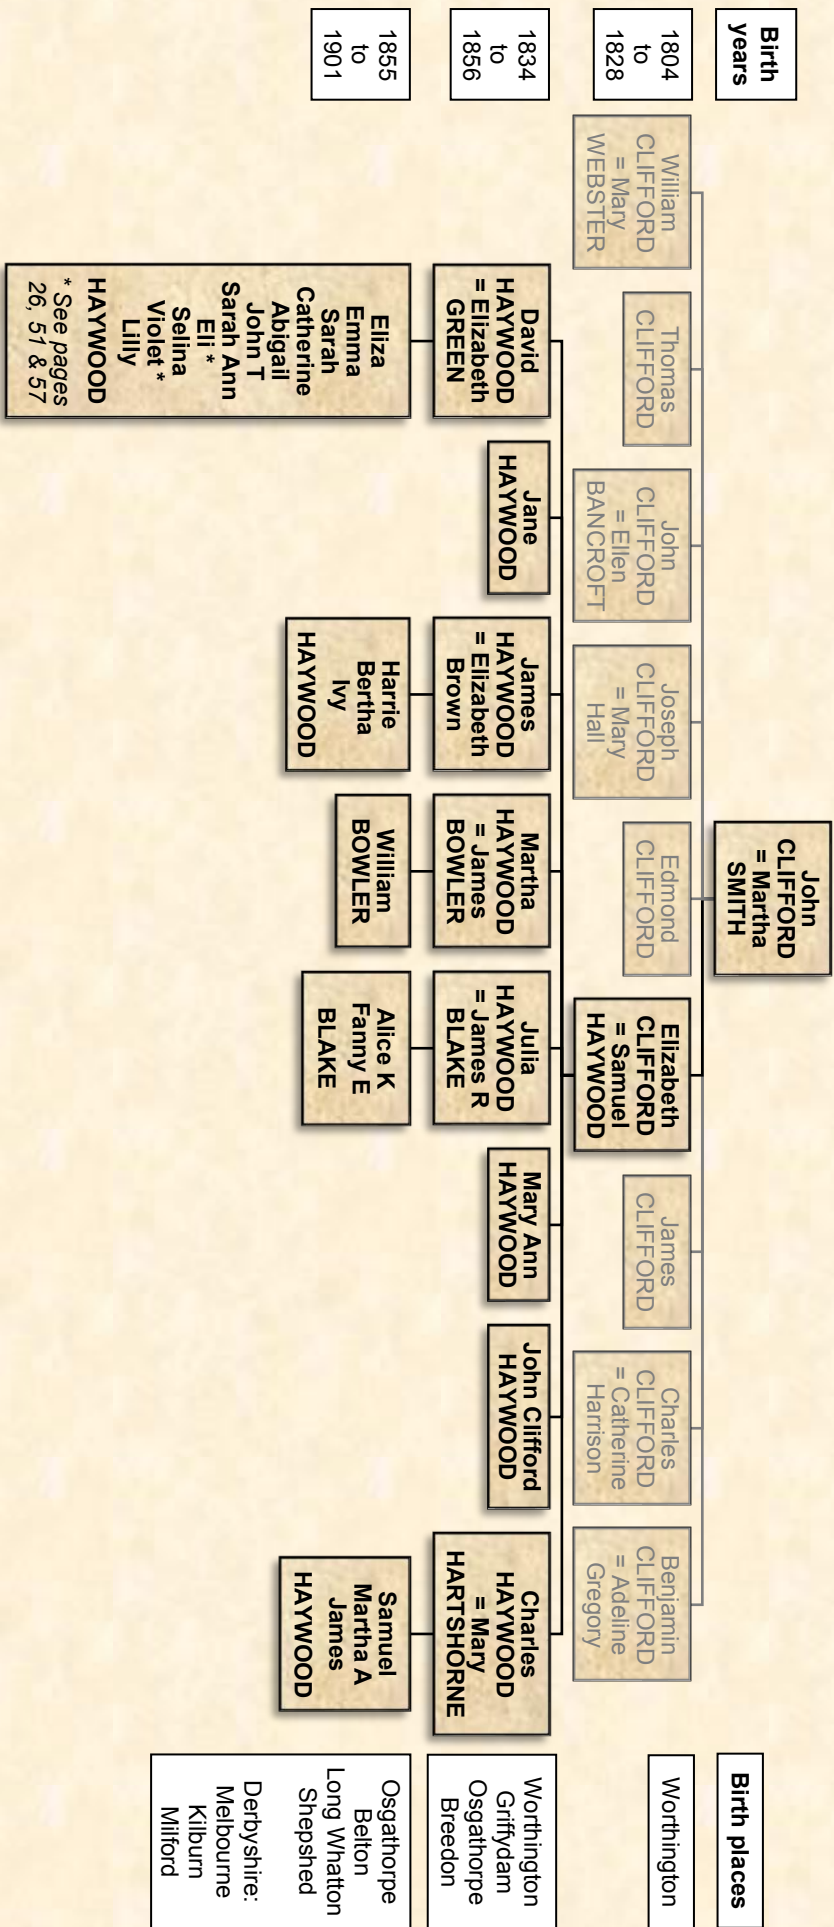 Birth
years
John
CLIFFORD
= Martha
SMITH
Birth places
1804
to
1828
William
CLIFFORD
= Mary
WEBSTER
Thomas
CLIFFORD
John
CLIFFORD
= Ellen
BANCROFT
Joseph
CLIFFORD
= Mary
Hall
Edmond
CLIFFORD
Elizabeth
CLIFFORD
= Samuel
HAYWOOD
James
CLIFFORD
Charles
CLIFFORD
= Catherine
Harrison
Benjamin
CLIFFORD
= Adeline
Gregory
Worthington
1834
to
1856
David
HAYWOOD
= Elizabeth
GREEN
Jane
HAYWOOD
James
HAYWOOD
= Elizabeth
Brown
Martha
HAYWOOD
= James
BOWLER
Julia
HAYWOOD
= James R
BLAKE
Mary Ann
HAYWOOD
John Clifford
HAYWOOD
Charles
HAYWOOD
= Mary
HARTSHORNE
Worthington
Griffydam
Osgathorpe
Breedon
1855
to
1901
Eliza
Emma
Sarah
Catherine
Abigail
John T
Sarah Ann
Eli *
Selina
Violet *
Lilly
HAYWOOD
* See pages
26, 51 & 57
Harrie
Bertha
Ivy
HAYWOOD
William
BOWLER
Alice K
Fanny E
BLAKE
Samuel
Martha A
James
HAYWOOD
Osgathorpe
Belton
Long Whatton
Shepshed
Derbyshire:
Melbourne
Kilburn
Milford